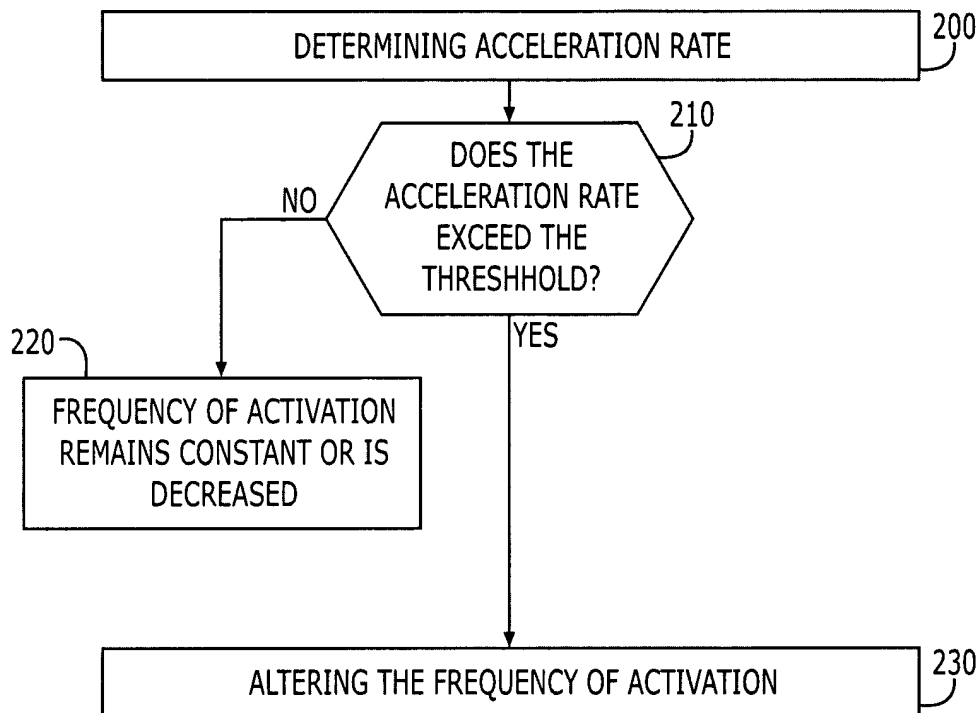 DETERMINING ACCELERATION RATE
200
210
DOES THE
ACCELERATION RATE
EXCEED THE
THRESHHOLD?
NO
YES
220
FREQUENCY OF ACTIVATION
REMAINS CONSTANT OR IS
DECREASED
230
ALTERING THE FREQUENCY OF ACTIVATION